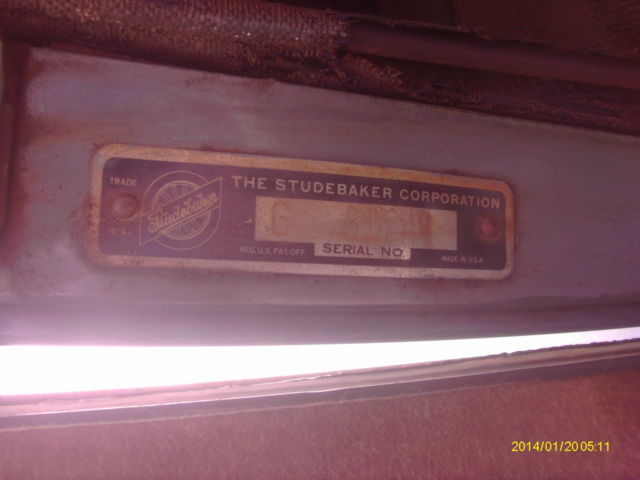 TRADE
Studebaker
THE STUDEBAKER CORPORATION
G
REG. U.S. PAT. OFF.
SERIAL NO.
MADE IN U.S.A.
2014/01/20 05:11